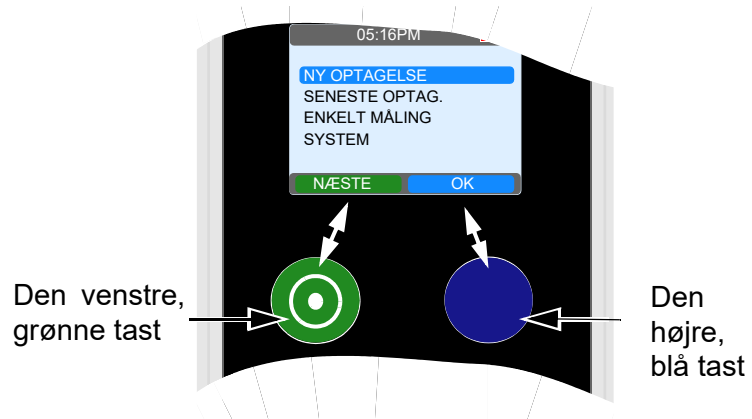 05:16PM
NY OPTAGELSE
SENESTE OPTAG.
ENKELT MÅLING
SYSTEM
NÆSTE OK
Den venstre,
grønne tast
Den
højre,
blå tast